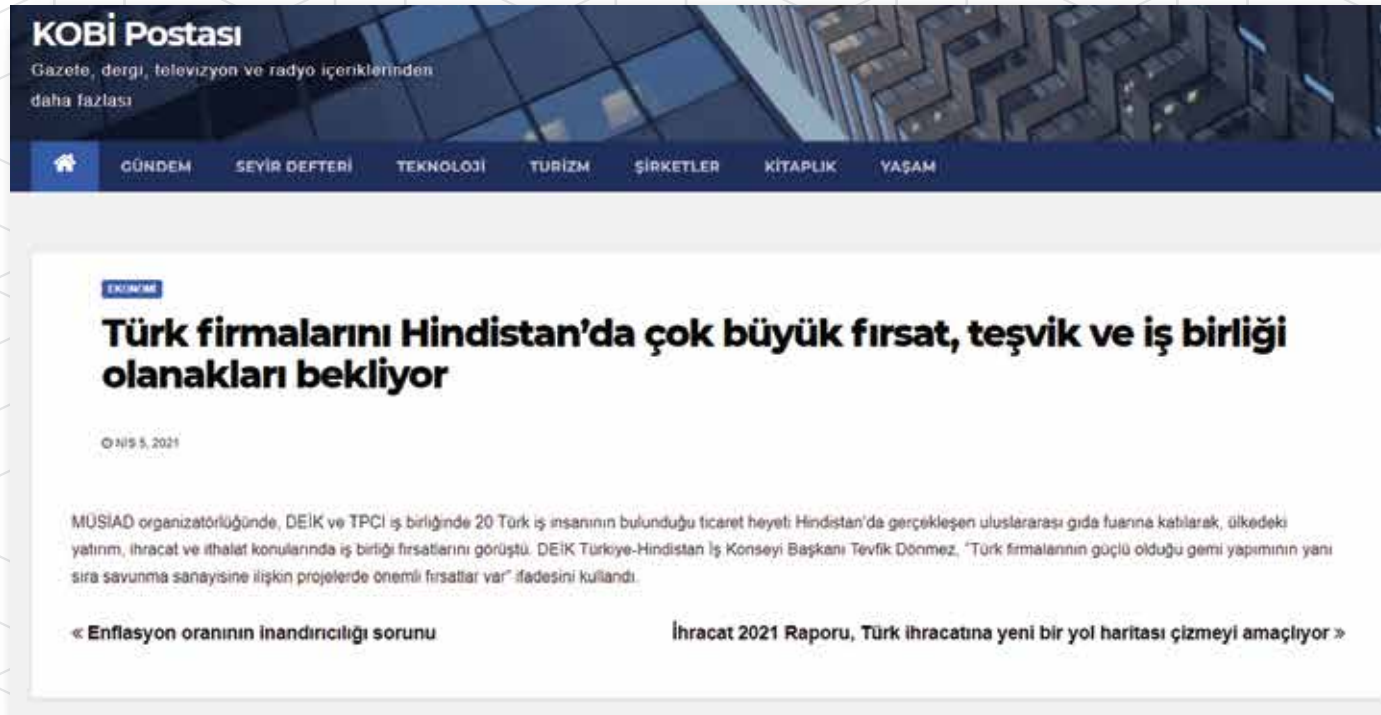 KOBİ Postası
Gazete, dergi, televizyon ve radyo içeriklerinden
daha fazlası
GÜNDEM SEYİR DEFTERİ TEKNOLOJİ TURİZM ŞİRKETLER KİTAPLIK YAŞAM
EKONOMİ
Türk firmalarını Hindistan’da çok büyük fırsat, teşvik ve iş birliği
olanakları bekliyor
NİS 5, 2021
MÜSİAD organizatörlüğünde, DEİK ve TPCI iş birliğinde 20 Türk iş insanının bulunduğu ticaret heyeti Hindistan’da gerçekleşen uluslararası gıda fuarına katılarak, ülkedeki
yatırım, ihracat ve ithalat konularında iş birliği fırsatlarını görüştü. DEİK Türkiye-Hindistan İş Konseyi Başkanı Tevfik Dönmez, “Türk firmalarının güçlü olduğu gemi yapımının yanı
sıra savunma sanayisine ilişkin projelerde önemli fırsatlar var” ifadesini kullandı.
« Enflasyon oranının inandırıcılığı sorunu
İhracat 2021 Raporu, Türk ihracatına yeni bir yol haritası çizmeyi amaçlıyor »